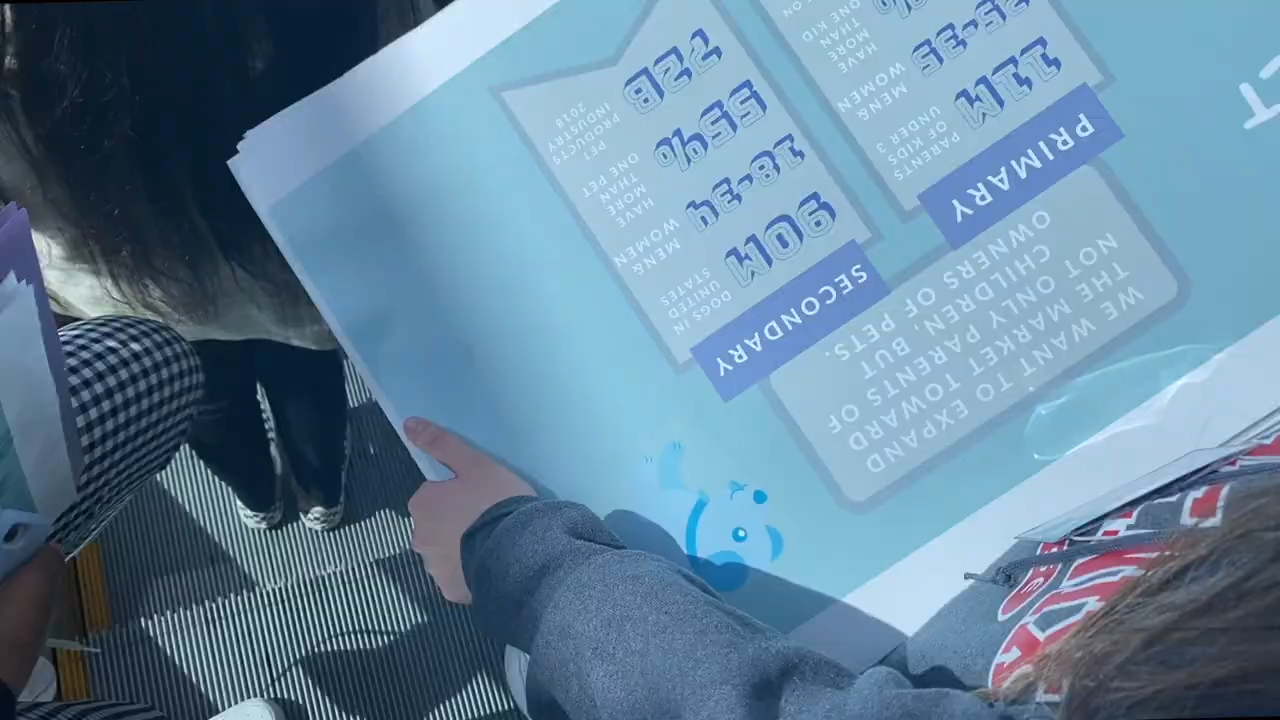 WE WANT TO EXPAND
THE MARKET TOWARD
NOT ONLY PARENTS OF
CHILDREN, BUT
OWNERS OF PETS.
PRIMARY
11M
PARENTS
OF KIDS
UNDER 3
25-35
MEN&
WOMEN
%
HAVE
MORE
THAN
ONE KID
SECONDARY
90M
DOGS IN
UNITED
STATES
18-34
MEN&
WOMEN
55%
HAVE
MORE
THAN
ONE PET
72B
PET
PRODUCTS
INDUSTRY
2018